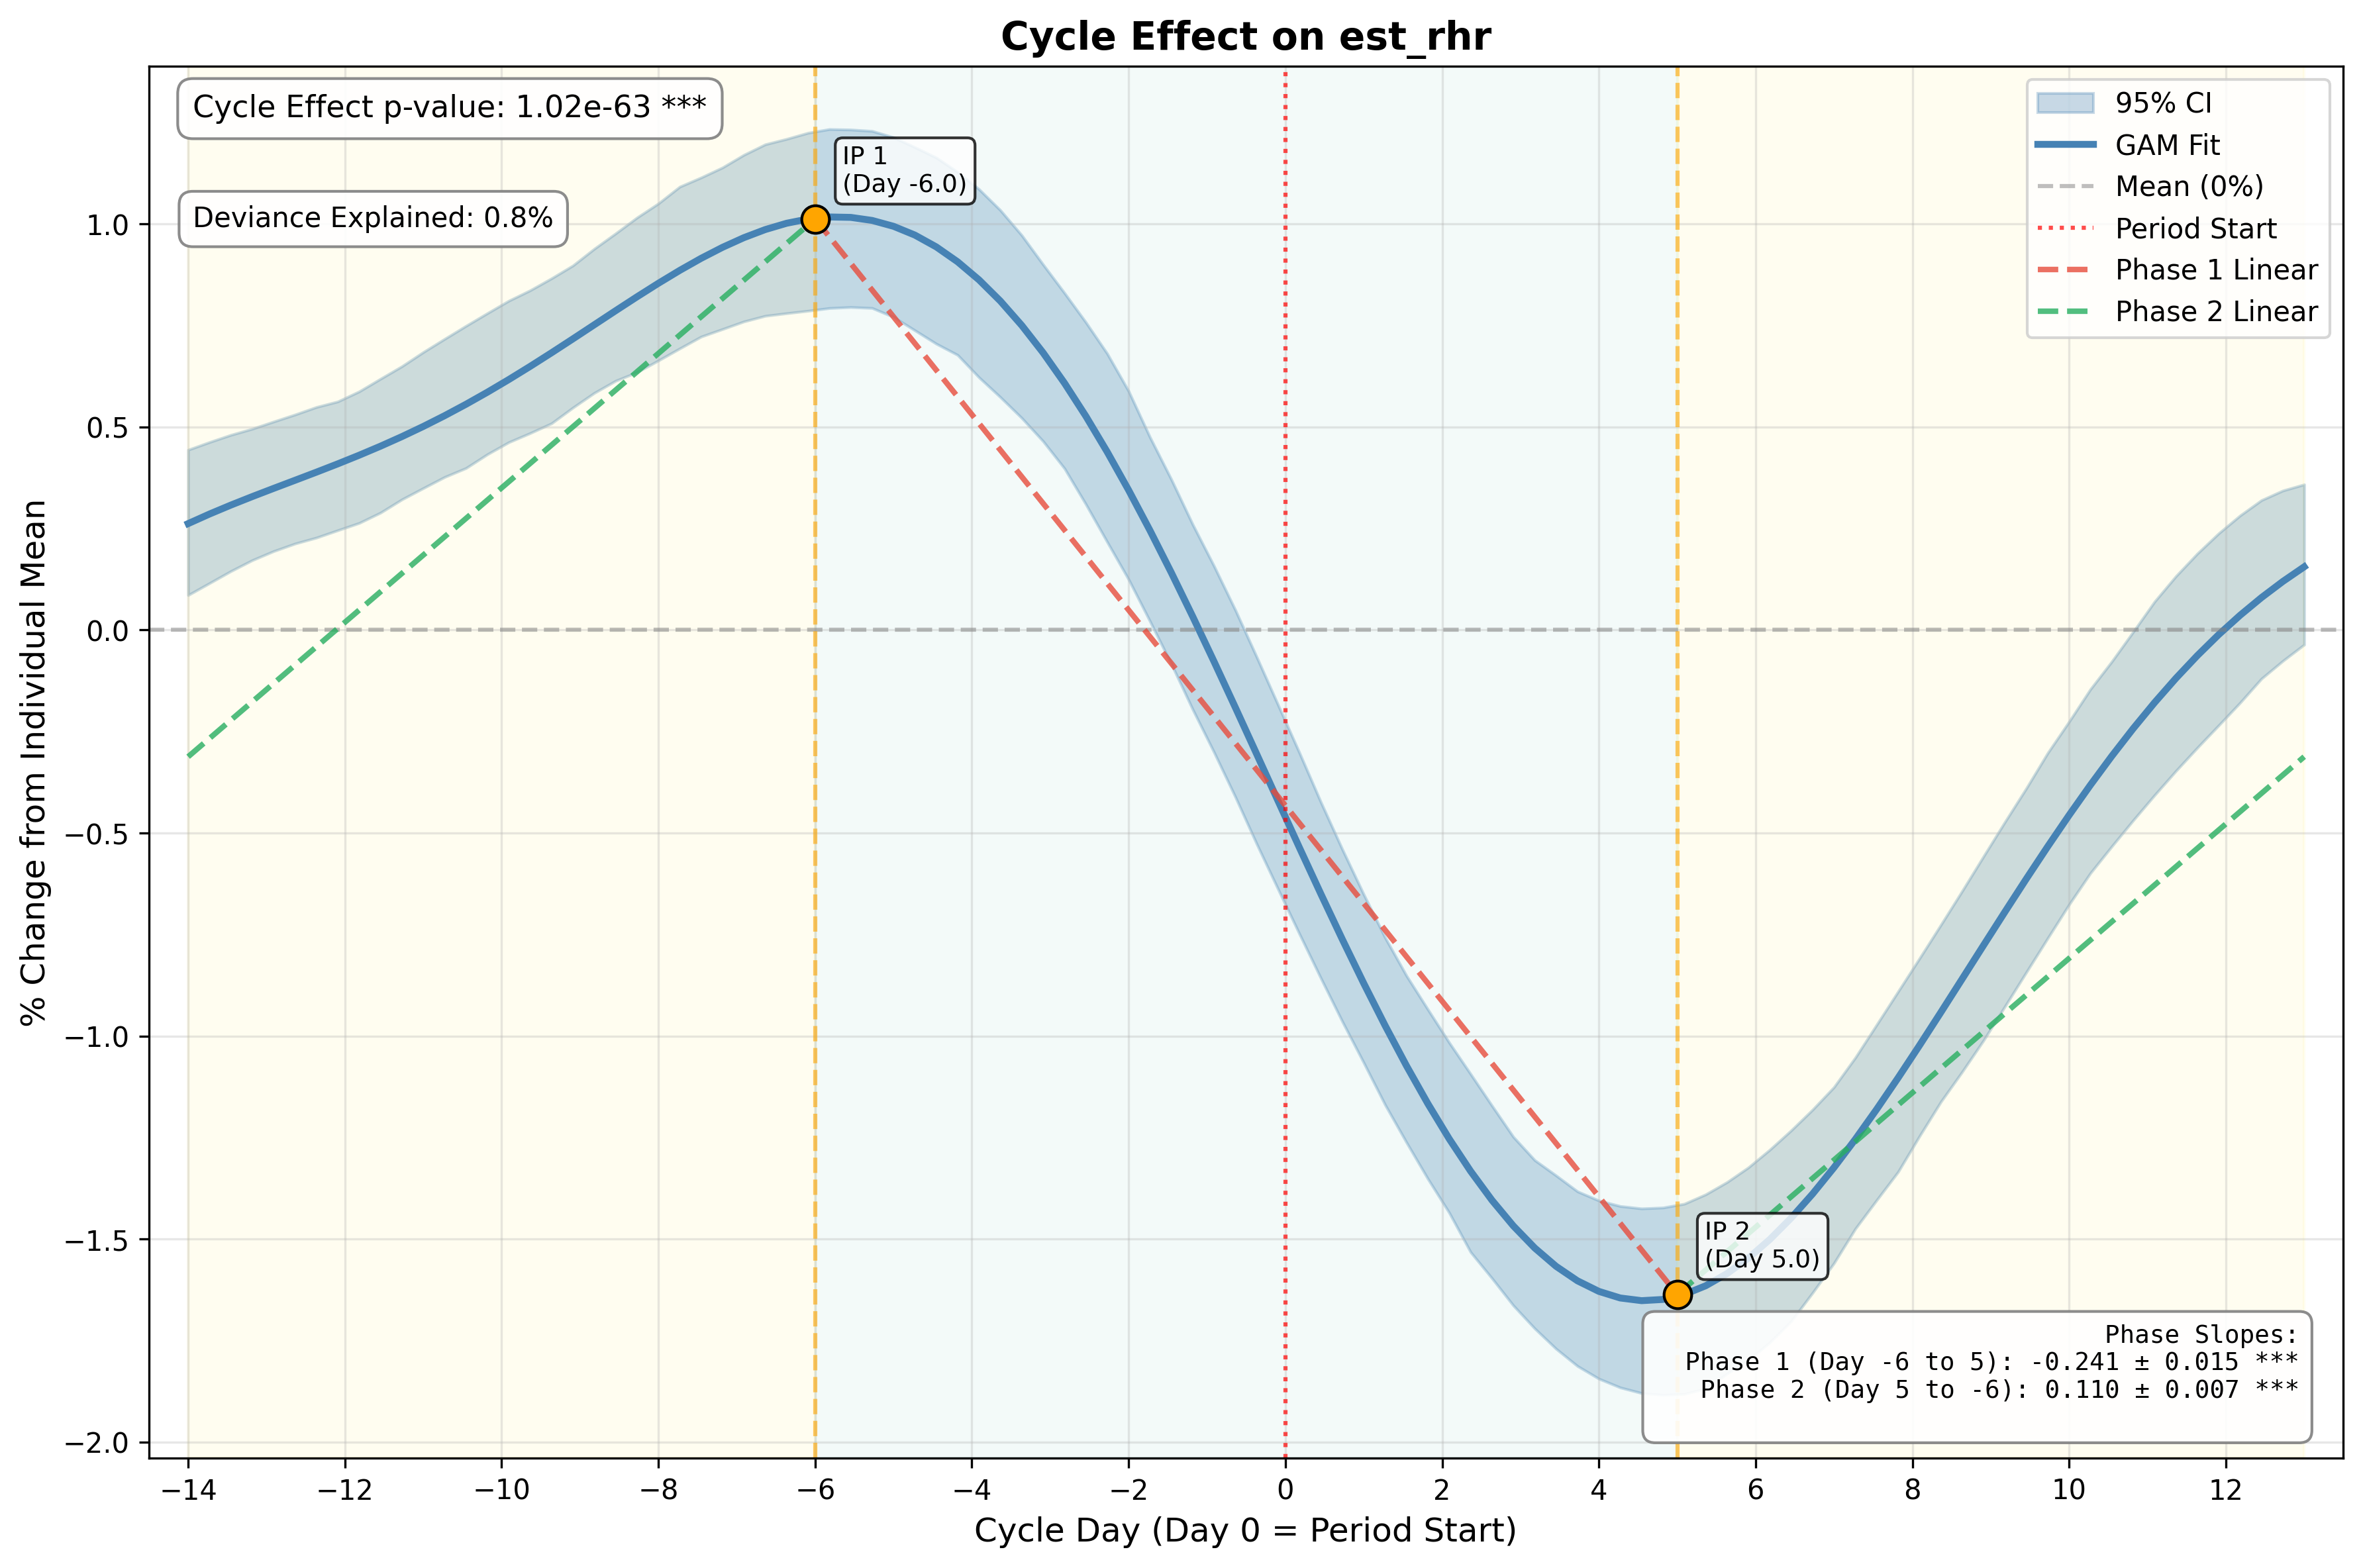 Cycle Effect on est_rhr
Cycle Effect p-value: 1.02e-63 ***
Deviance Explained: 0.8%
IP 1
(Day -6.0)
95% CI
GAM Fit
Mean (0%)
Period Start
Phase 1 Linear
Phase 2 Linear
% Change from Individual Mean
1.0
0.5
0.0
−0.5
−1.0
−1.5
−2.0
IP 2
(Day 5.0)
Phase Slopes:
Phase 1 (Day -6 to 5): -0.241 ± 0.015 ***
Phase 2 (Day 5 to -6): 0.110 ± 0.007 ***
−14 −12 −10 −8 −6 −4 −2 0 2 4 6 8 10 12
Cycle Day (Day 0 = Period Start)